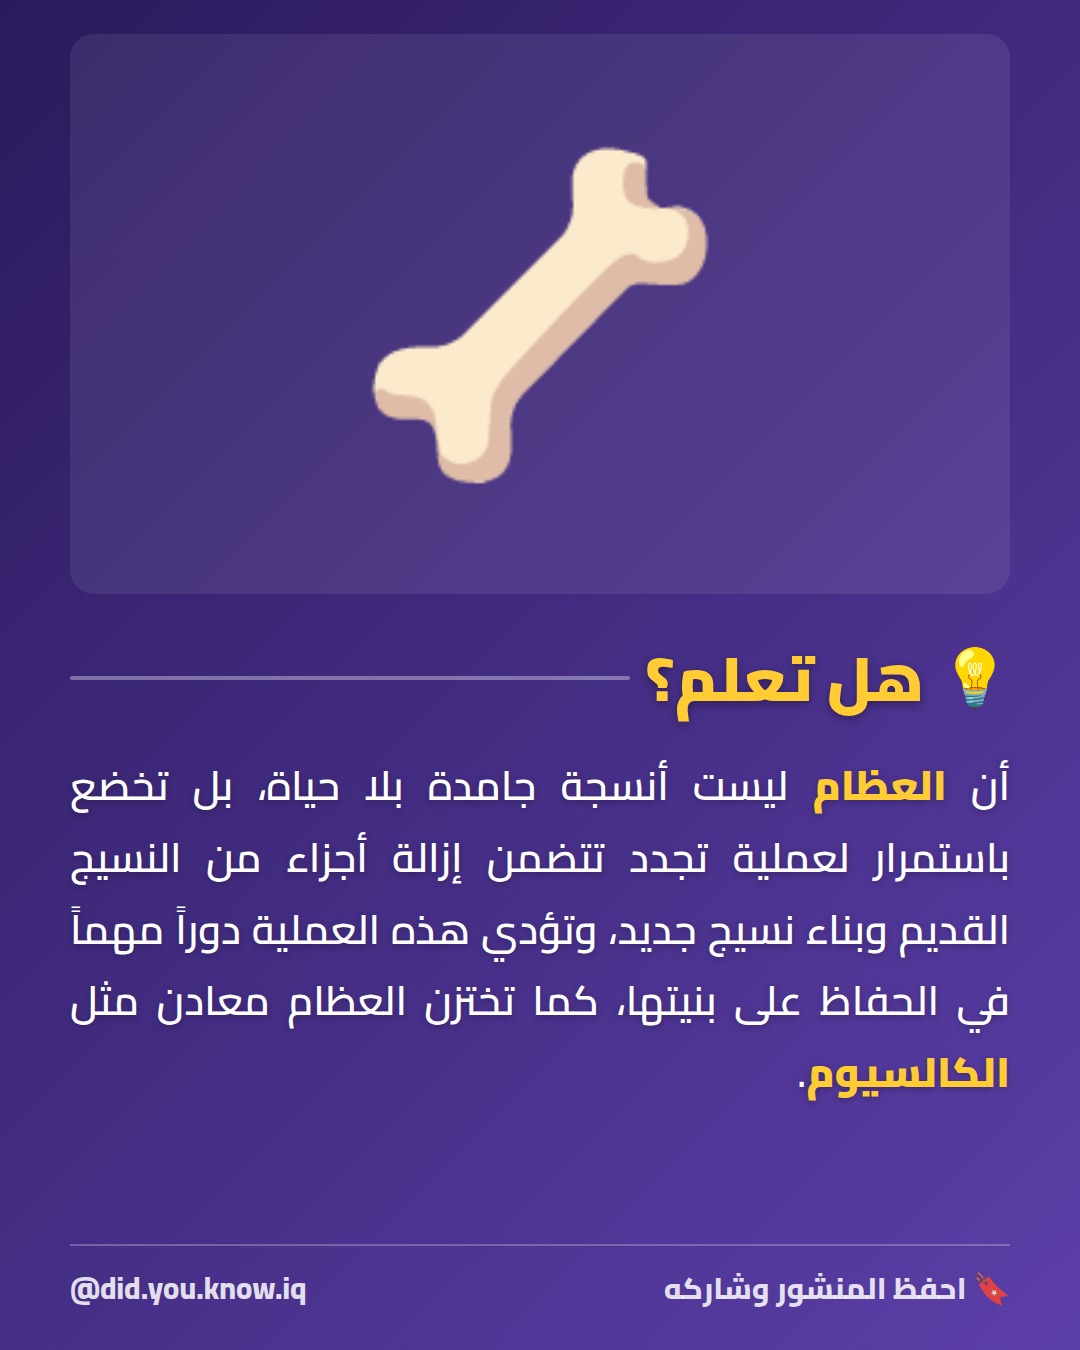 💡 هل تعلم؟
أن العظام ليست أنسجة جامدة بلا حياة، بل تخضع
باستمرار لعملية تجدد تتضمن إزالة أجزاء من النسيج
القديم وبناء نسيج جديد، وتؤدي هذه العملية دوراً مهماً
في الحفاظ على بنيتها، كما تختزن العظام معادن مثل
الكالسيوم.
🔖 احفظ المنشور وشاركه
@did.you.know.iq